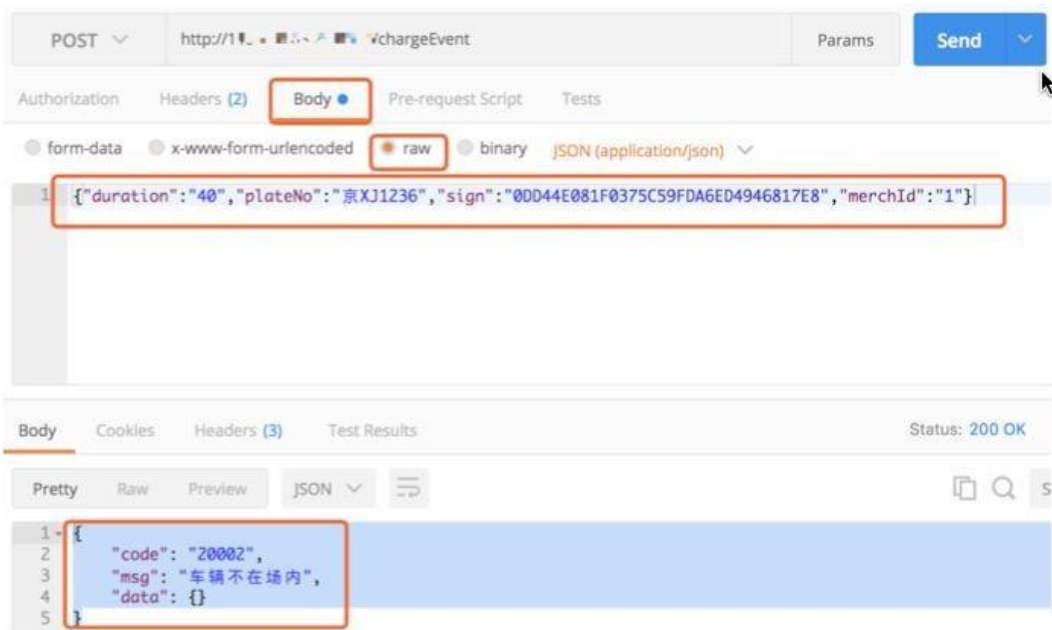 POST http://1 chargeEvent Params Send
Authorization Headers (2) Body Pre-request Script Tests
form-data x-www-form-urlencoded raw binary JSON (application/json)
1 {"duration":"40","plateNo":"京XJ1236","sign":"0DD44E081F0375C59FDA6ED4946817E8","merchId":"1"}
Body Cookies Headers (3) Test Results Status: 200 OK
Pretty Raw Preview JSON S
1 {
2 "code": "20002",
3 "msg": "车辆不在场内",
4 "data": {}
5 }